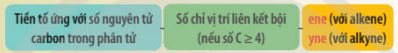 Tiền tố ứng với số nguyên tử
carbon trong phân tử
Số chỉ vị trí liên kết bội
(nếu số C ≥ 4)
ene (với alkene)
yne (với alkyne)